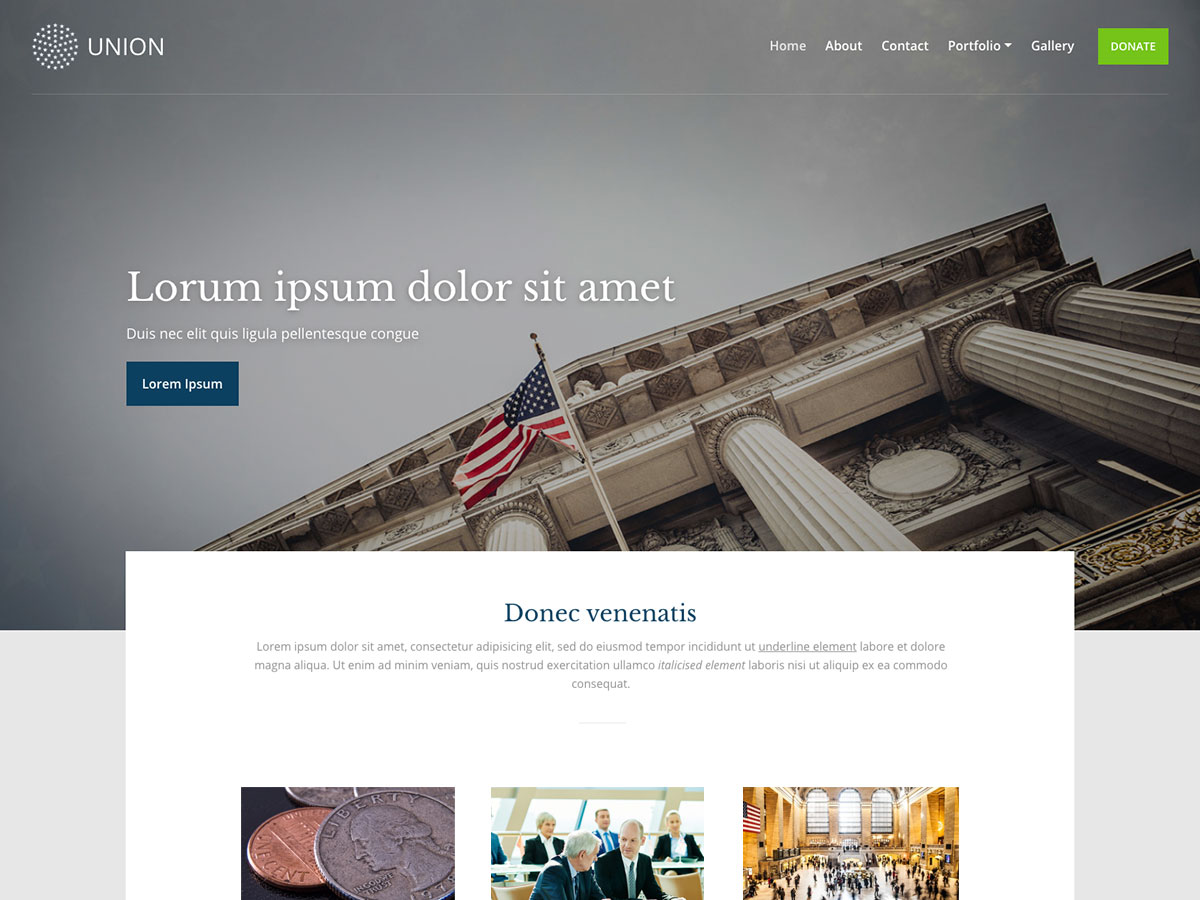 UNION
Home About Contact Portfolio Gallery DONATE
Lorum ipsum dolor sit amet
Duis nec elit quis ligula pellentesque congue
Lorem Ipsum
Donec venenatis
Lorem ipsum dolor sit amet, consectetur adipisicing elit, sed do eiusmod tempor incididunt ut underline element labore et dolore
magna aliqua. Ut enim ad minim veniam, quis nostrud exercitation ullamco italicised element laboris nisi ut aliquip ex ea commodo
consequat.
LIBERTY